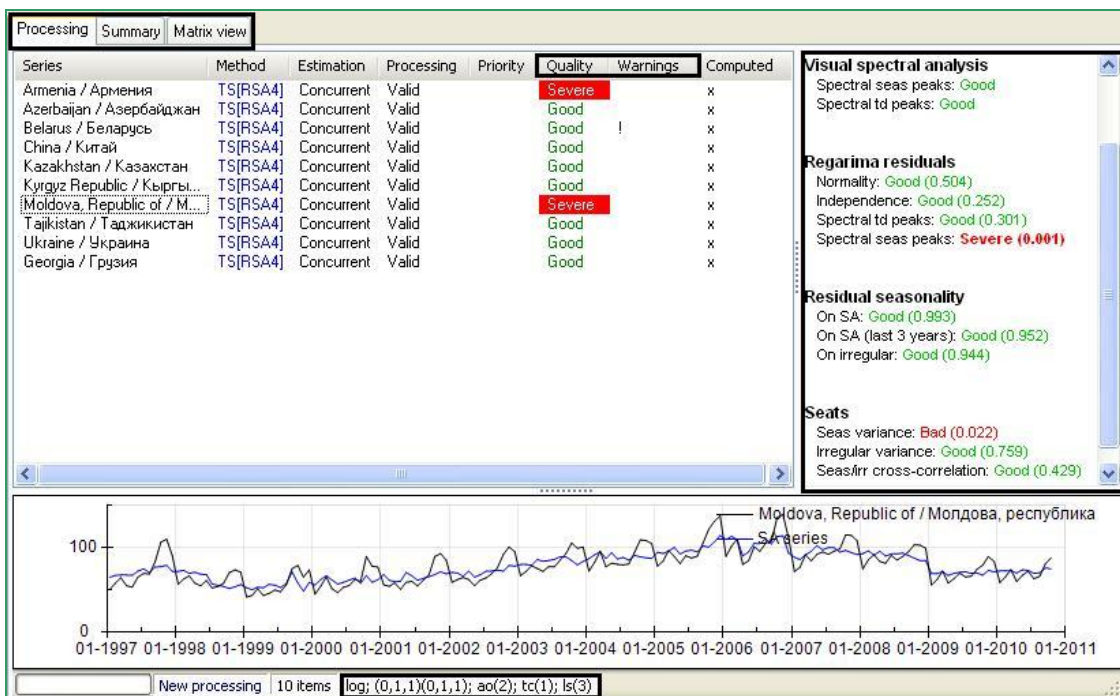 Processing Summary Matrix view
Series Method Estimation Processing Priority Quality Warnings Computed
Armenia / Армения TS[RSA4] Concurrent Valid Severe x
Azerbaijan / Азербайджан TS[RSA4] Concurrent Valid Good x
Belarus / Беларусь TS[RSA4] Concurrent Valid Good ! x
China / Китай TS[RSA4] Concurrent Valid Good x
Kazakhstan / Казахстан TS[RSA4] Concurrent Valid Good x
Kyrgyz Republic / Кыргы... TS[RSA4] Concurrent Valid Good x
Moldova, Republic of / М... TS[RSA4] Concurrent Valid Severe x
Tajikistan / Таджикистан TS[RSA4] Concurrent Valid Good x
Ukraine / Украина TS[RSA4] Concurrent Valid Good x
Georgia / Грузия TS[RSA4] Concurrent Valid Good x
Visual spectral analysis
Spectral seas peaks: Good
Spectral td peaks: Good
Regarima residuals
Normality: Good (0.504)
Independence: Good (0.252)
Spectral td peaks: Good (0.301)
Spectral seas peaks: Severe (0.001)
Residual seasonality
On SA: Good (0.993)
On SA (last 3 years): Good (0.952)
On irregular: Good (0.944)
Seats
Seas variance: Bad (0.022)
Irregular variance: Good (0.759)
Seas/irr cross-correlation: Good (0.429)
Moldova, Republic of / Молдова, республика
SA series
100
0
01-1997 01-1998 01-1999 01-2000 01-2001 01-2002 01-2003 01-2004 01-2005 01-2006 01-2007 01-2008 01-2009 01-2010 01-2011
New processing 10 items log; (0,1,1)(0,1,1); ao(2); tc(1); ls(3)